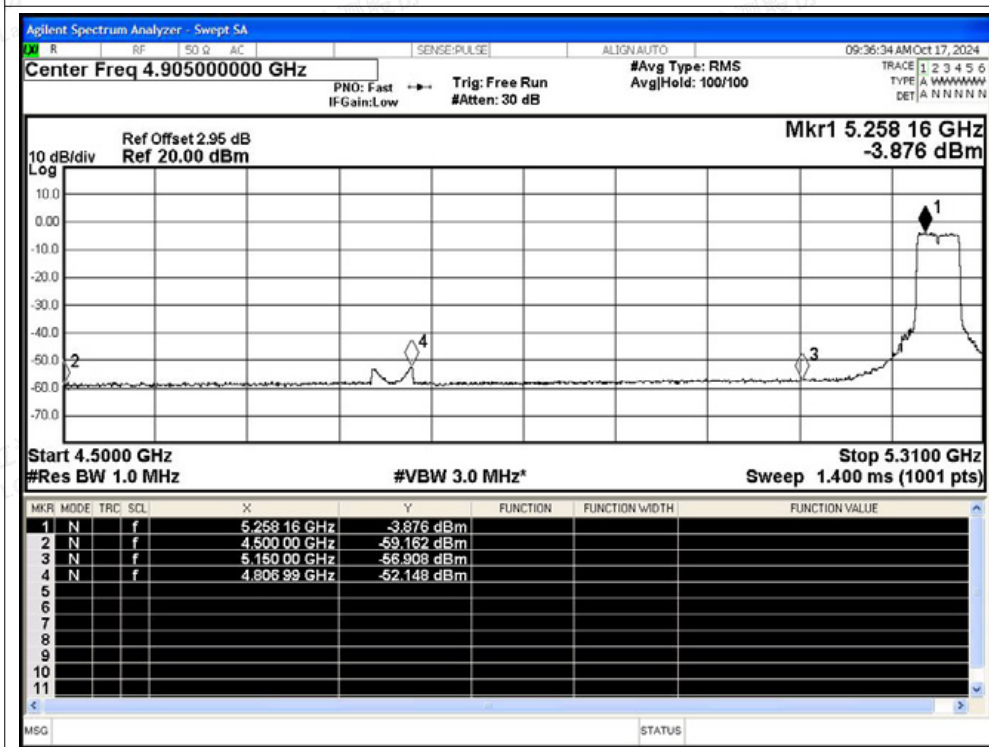 Agilent Spectrum Analyzer - Swept SA
LXI R RF 50 Ω AC SENSE:PULSE ALIGN AUTO 09:36:34 AM Oct 17, 2024
Center Freq 4.905000000 GHz
PNO: Fast
IFGain:Low
Trig: Free Run
#Atten: 30 dB
#Avg Type: RMS
Avg|Hold: 100/100
TRACE 1 2 3 4 5 6
TYPE A WWWWW
DET A N N N N N
Mkr1 5.258 16 GHz
-3.876 dBm
Ref Offset 2.95 dB
10 dB/div Ref 20.00 dBm
Log
10.0
0.00
-10.0
-20.0
-30.0
-40.0
-50.0
-60.0
-70.0
1
2
3
4
Start 4.5000 GHz Stop 5.3100 GHz
#Res BW 1.0 MHz #VBW 3.0 MHz* Sweep 1.400 ms (1001 pts)
MKR MODE TRC SCL X Y FUNCTION FUNCTION WIDTH FUNCTION VALUE
1 N f 5.258 16 GHz -3.876 dBm
2 N f 4.500 00 GHz -59.162 dBm
3 N f 5.150 00 GHz -56.908 dBm
4 N f 4.806 99 GHz -52.148 dBm
5
6
7
8
9
10
11
MSG STATUS